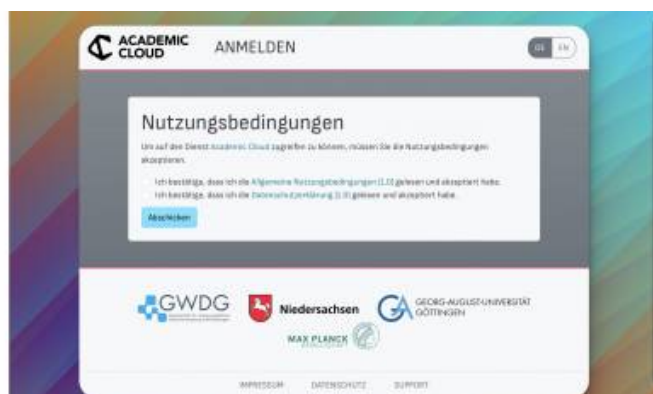 ACADEMIC
CLOUD
ANMELDEN
DE EN
Nutzungsbedingungen
Um auf den Dienst Academic Cloud zugreifen zu können, müssen Sie die Nutzungsbedingungen
akzeptieren.
Ich bestätige, dass ich die Allgemeine Nutzungsbedingungen (1.0) gelesen und akzeptiert habe.
Ich bestätige, dass ich die Datenschutzerklärung (1.0) gelesen und akzeptiert habe.
Abschicken
GWDG
Niedersachsen
GEORG-AUGUST-UNIVERSITÄT
GÖTTINGEN
MAX PLANCK
IMPRESSUM DATENSCHUTZ SUPPORT